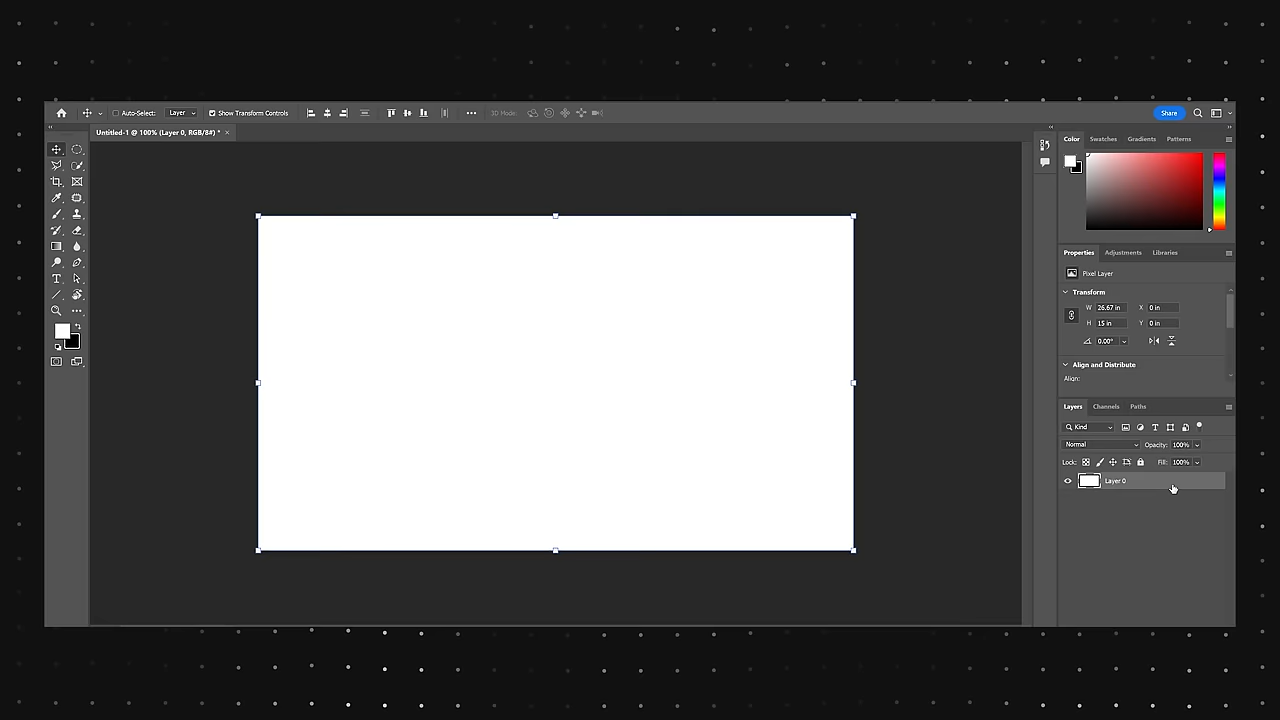 Auto-Select: Layer Show Transform Controls 3D Mode: Share
Untitled-1 @ 100% (Layer 0, RGB/8#) * ×
Color Swatches Gradients Patterns
Properties Adjustments Libraries
Pixel Layer
Transform
W 26.67 in X 0 in
H 15 in Y 0 in
0.00°
Align and Distribute
Align:
Layers Channels Paths
Kind
Normal Opacity: 100%
Lock: Fill: 100%
Layer 0